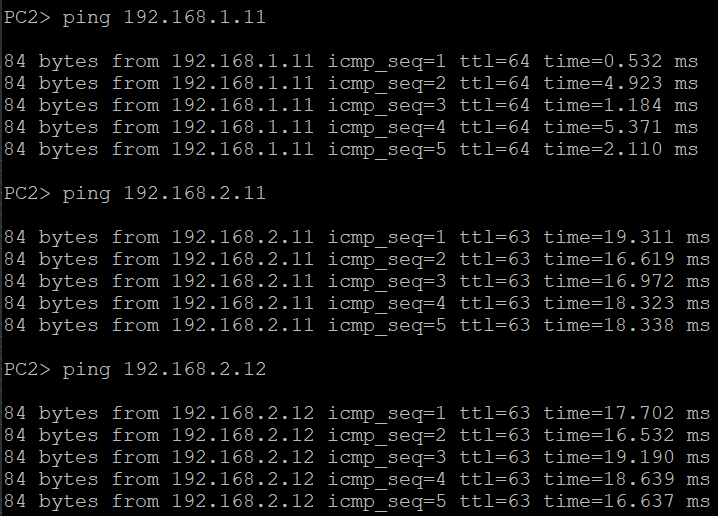 PC2> ping 192.168.1.11
84 bytes from 192.168.1.11 icmp_seq=1 ttl=64 time=0.532 ms
84 bytes from 192.168.1.11 icmp_seq=2 ttl=64 time=4.923 ms
84 bytes from 192.168.1.11 icmp_seq=3 ttl=64 time=1.184 ms
84 bytes from 192.168.1.11 icmp_seq=4 ttl=64 time=5.371 ms
84 bytes from 192.168.1.11 icmp_seq=5 ttl=64 time=2.110 ms
PC2> ping 192.168.2.11
84 bytes from 192.168.2.11 icmp_seq=1 ttl=63 time=19.311 ms
84 bytes from 192.168.2.11 icmp_seq=2 ttl=63 time=16.619 ms
84 bytes from 192.168.2.11 icmp_seq=3 ttl=63 time=16.972 ms
84 bytes from 192.168.2.11 icmp_seq=4 ttl=63 time=18.323 ms
84 bytes from 192.168.2.11 icmp_seq=5 ttl=63 time=18.338 ms
PC2> ping 192.168.2.12
84 bytes from 192.168.2.12 icmp_seq=1 ttl=63 time=17.702 ms
84 bytes from 192.168.2.12 icmp_seq=2 ttl=63 time=16.532 ms
84 bytes from 192.168.2.12 icmp_seq=3 ttl=63 time=19.190 ms
84 bytes from 192.168.2.12 icmp_seq=4 ttl=63 time=18.639 ms
84 bytes from 192.168.2.12 icmp_seq=5 ttl=63 time=16.637 ms